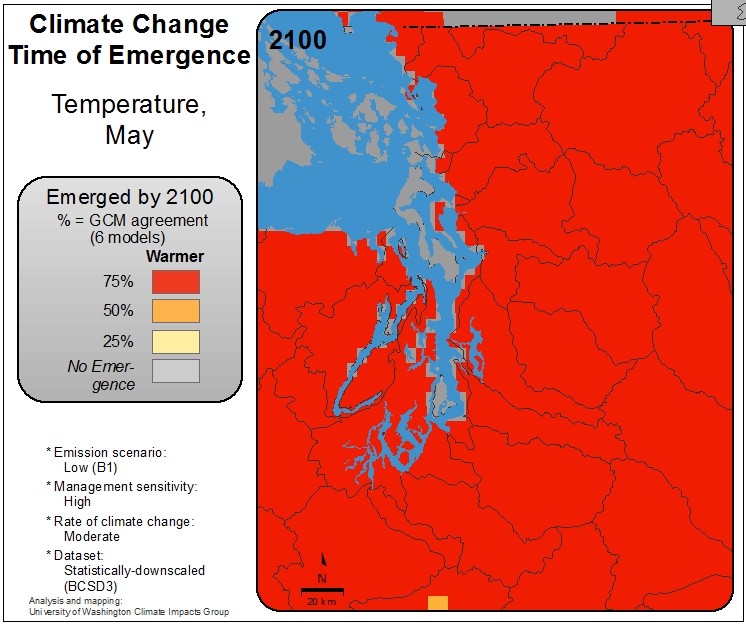 Climate Change
Time of Emergence
Temperature,
May
Emerged by 2100
% = GCM agreement
(6 models)
Warmer
75%
50%
25%
No Emer-
gence
* Emission scenario:
Low (B1)
* Management sensitivity:
High
* Rate of climate change:
Moderate
* Dataset:
Statistically-downscaled
(BCSD3)
Analysis and mapping:
University of Washington Climate Impacts Group
2100
N
20 km